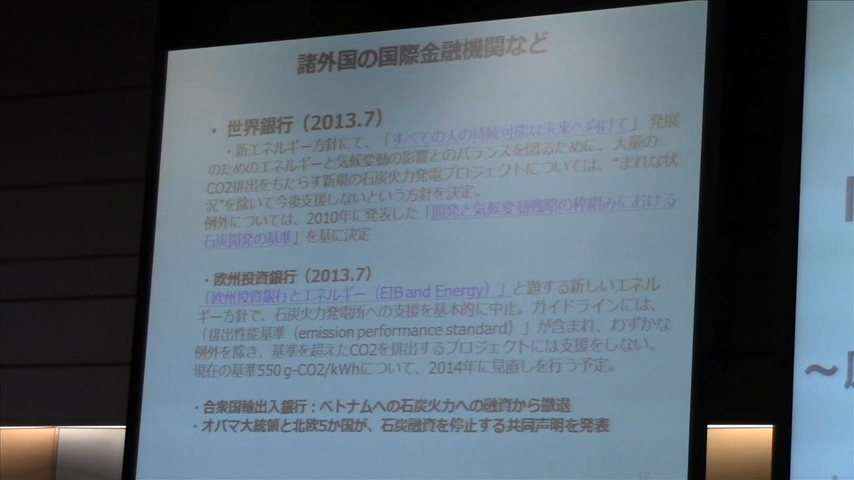 諸外国の国際金融機関など
・世界銀行（2013.7）
・新エネルギー方針にて、「すべての人の持続可能な未来へ向けて」発展
のためのエネルギーと気候変動の影響とのバランスを図るために、大量の
CO2排出をもたらす新規の石炭火力発電プロジェクトについては、“まれな状
況”を除いて今後支援しないという方針を決定。
例外については、2010年に発表した「開発と気候変動戦略の枠組みにおける
石炭開発の基準」を基に決定
・欧州投資銀行（2013.7）
「欧州投資銀行とエネルギー（EIB and Energy）」と題する新しいエネル
ギー方針で、石炭火力発電所への支援を基本的に中止。ガイドラインには、
「排出性能基準（emission performance standard）」が含まれ、わずかな
例外を除き、基準を超えたCO2を排出するプロジェクトには支援をしない。
現在の基準550g-CO2/kWhについて、2014年に見直しを行う予定。
・合衆国輸出入銀行：ベトナムへの石炭火力への融資から撤退
・オバマ大統領と北欧5か国が、石炭融資を停止する共同声明を発表